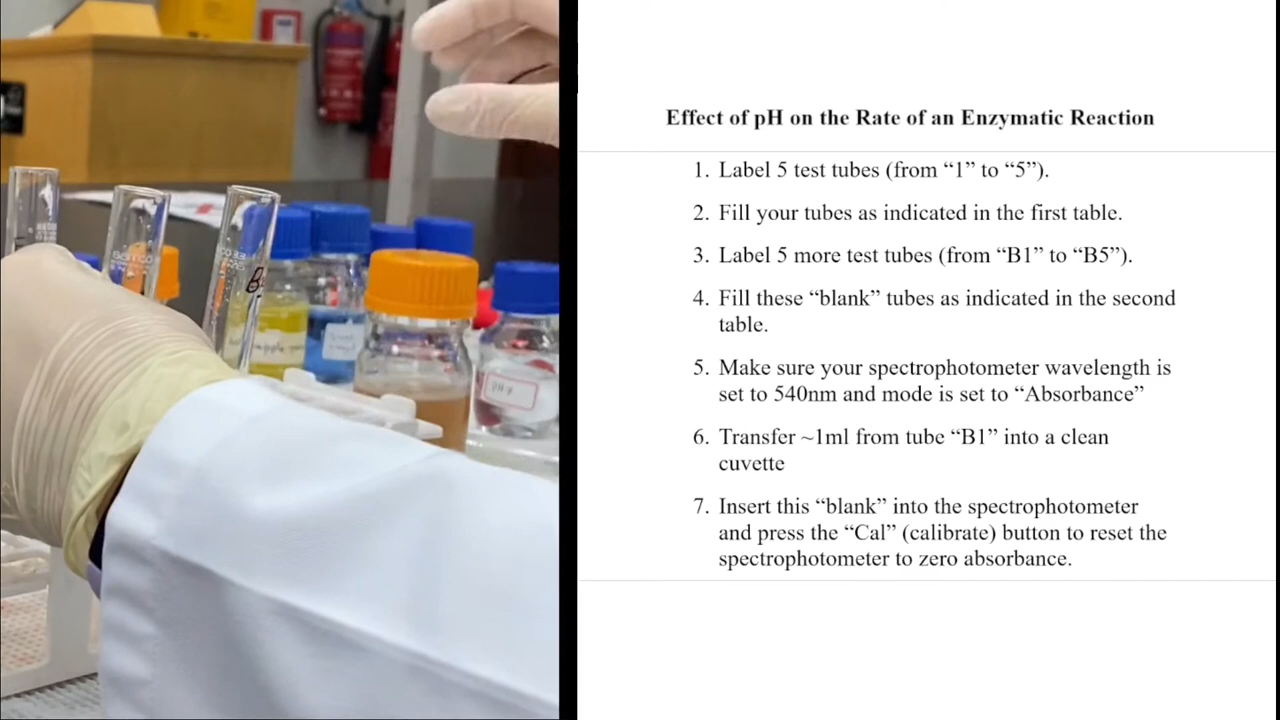 Effect of pH on the Rate of an Enzymatic Reaction
1. Label 5 test tubes (from “1” to “5”).
2. Fill your tubes as indicated in the first table.
3. Label 5 more test tubes (from “B1” to “B5”).
4. Fill these “blank” tubes as indicated in the second
table.
5. Make sure your spectrophotometer wavelength is
set to 540nm and mode is set to “Absorbance”
6. Transfer ~1ml from tube “B1” into a clean
cuvette
7. Insert this “blank” into the spectrophotometer
and press the “Cal” (calibrate) button to reset the
spectrophotometer to zero absorbance.